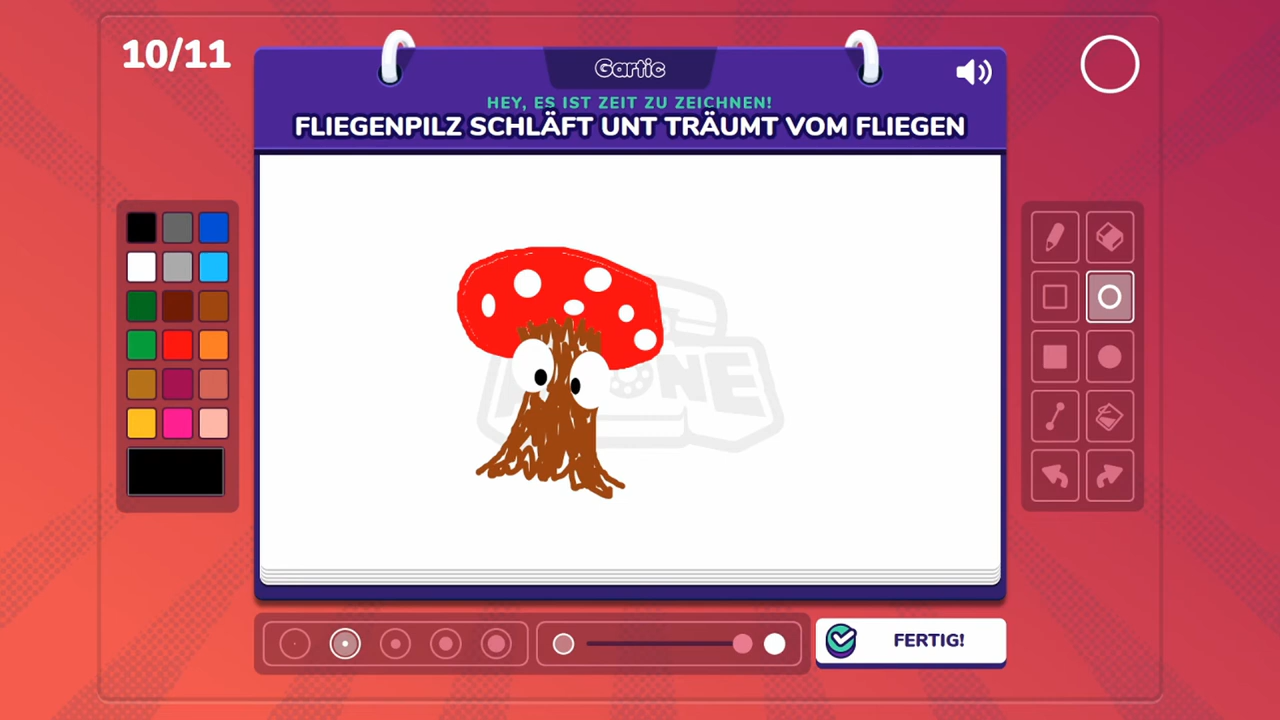 10/11
Gartic
HEY, ES IST ZEIT ZU ZEICHNEN!
FLIEGENPILZ SCHLÄFT UNT TRÄUMT VOM FLIEGEN
FERTIG!